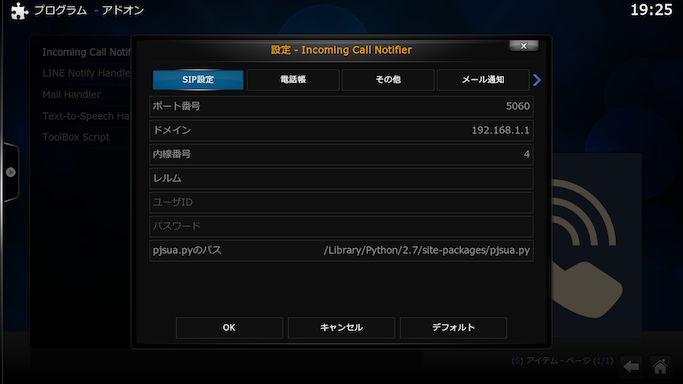 プログラム - アドオン
19:25
Incoming Call Notif
LINE Notify Handle
Mail Handler
Text-to-Speech Ha
ToolBox Script
設定 - Incoming Call Notifier
SIP設定 電話帳 その他 メール通知
ポート番号 5060
ドメイン 192.168.1.1
内線番号 4
レルム
ユーザID
パスワード
pjsua.pyのパス /Library/Python/2.7/site-packages/pjsua.py
OK キャンセル デフォルト
(5) アイテム - ページ (1/1)